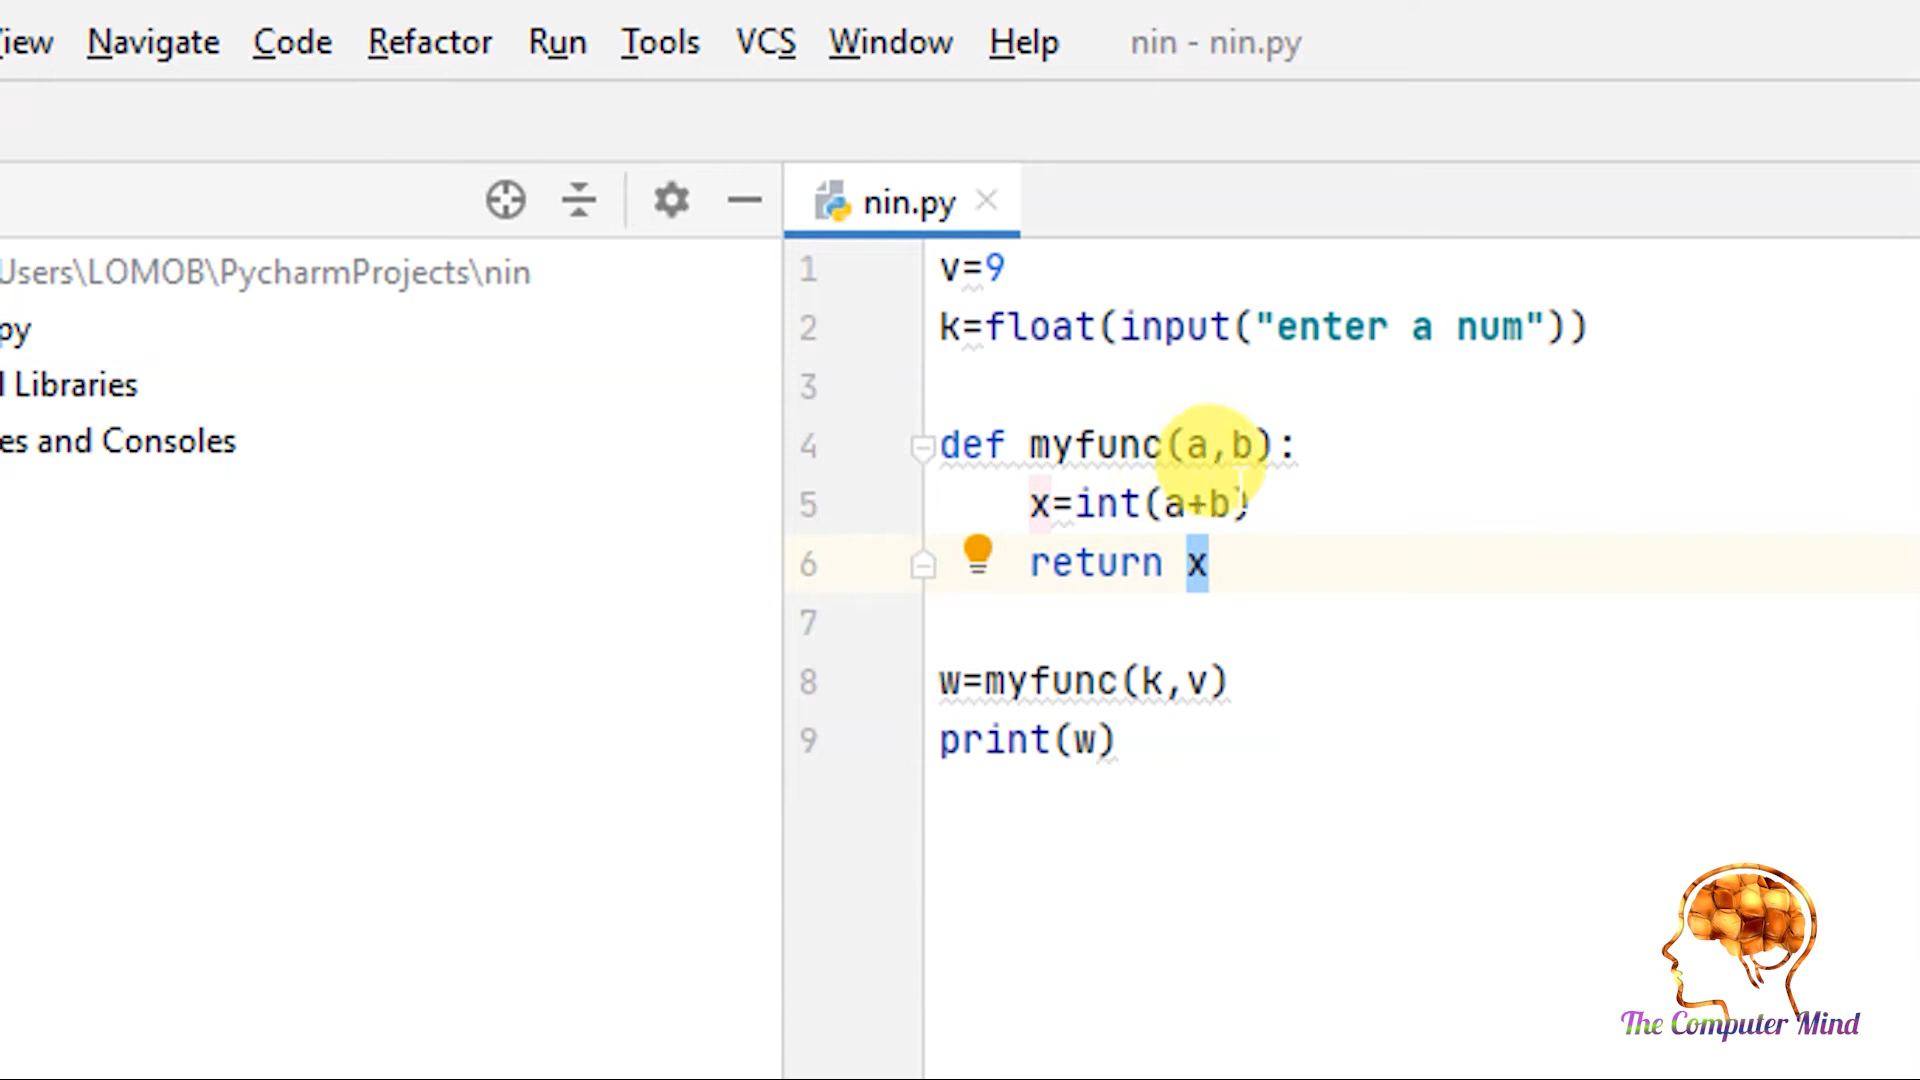 iew Navigate Code Refactor Run Tools VCS Window Help nin - nin.py
nin.py
Users\LOMOB\PycharmProjects\nin
py
l Libraries
es and Consoles
1 v=9
2 k=float(input("enter a num"))
3
4 def myfunc(a,b):
5 x=int(a+b)
6 return x
7
8 w=myfunc(k,v)
9 print(w)
The Computer Mind